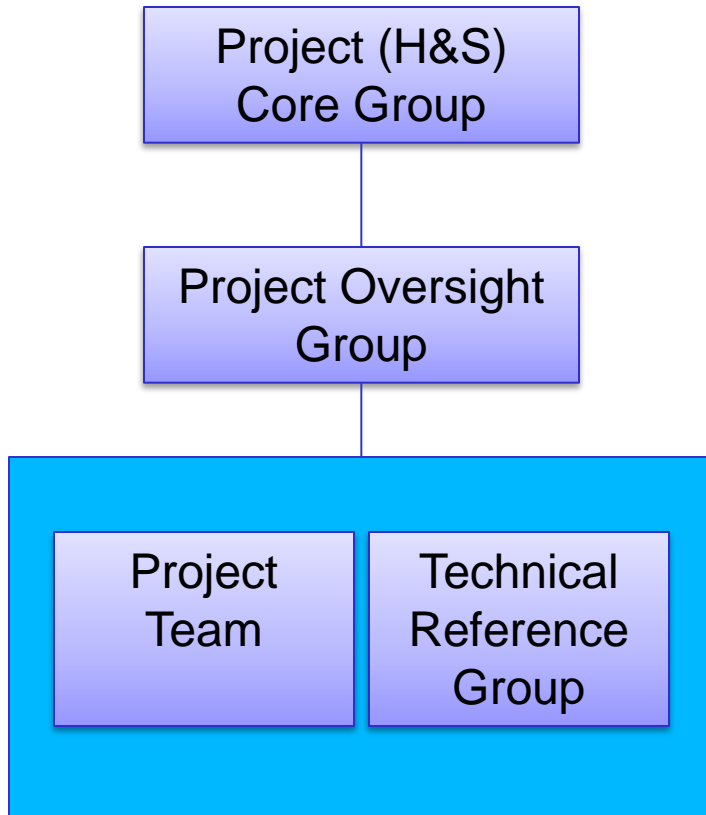 Project (H&S)
Core Group
Project Oversight
Group
Project
Team
Technical
Reference
Group